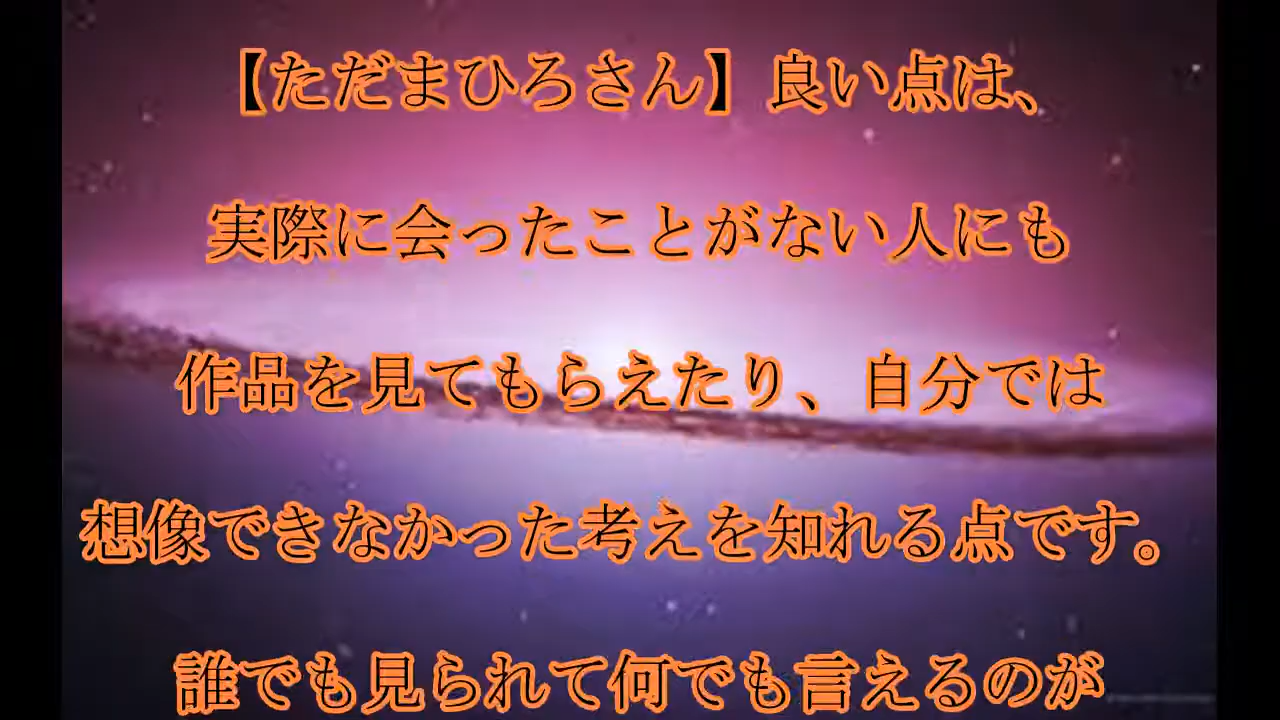 【ただまひろさん】良い点は、
実際に会ったことがない人にも
作品を見てもらえたり、自分では
想像できなかった考えを知れる点です。
誰でも見られて何でも言えるのが